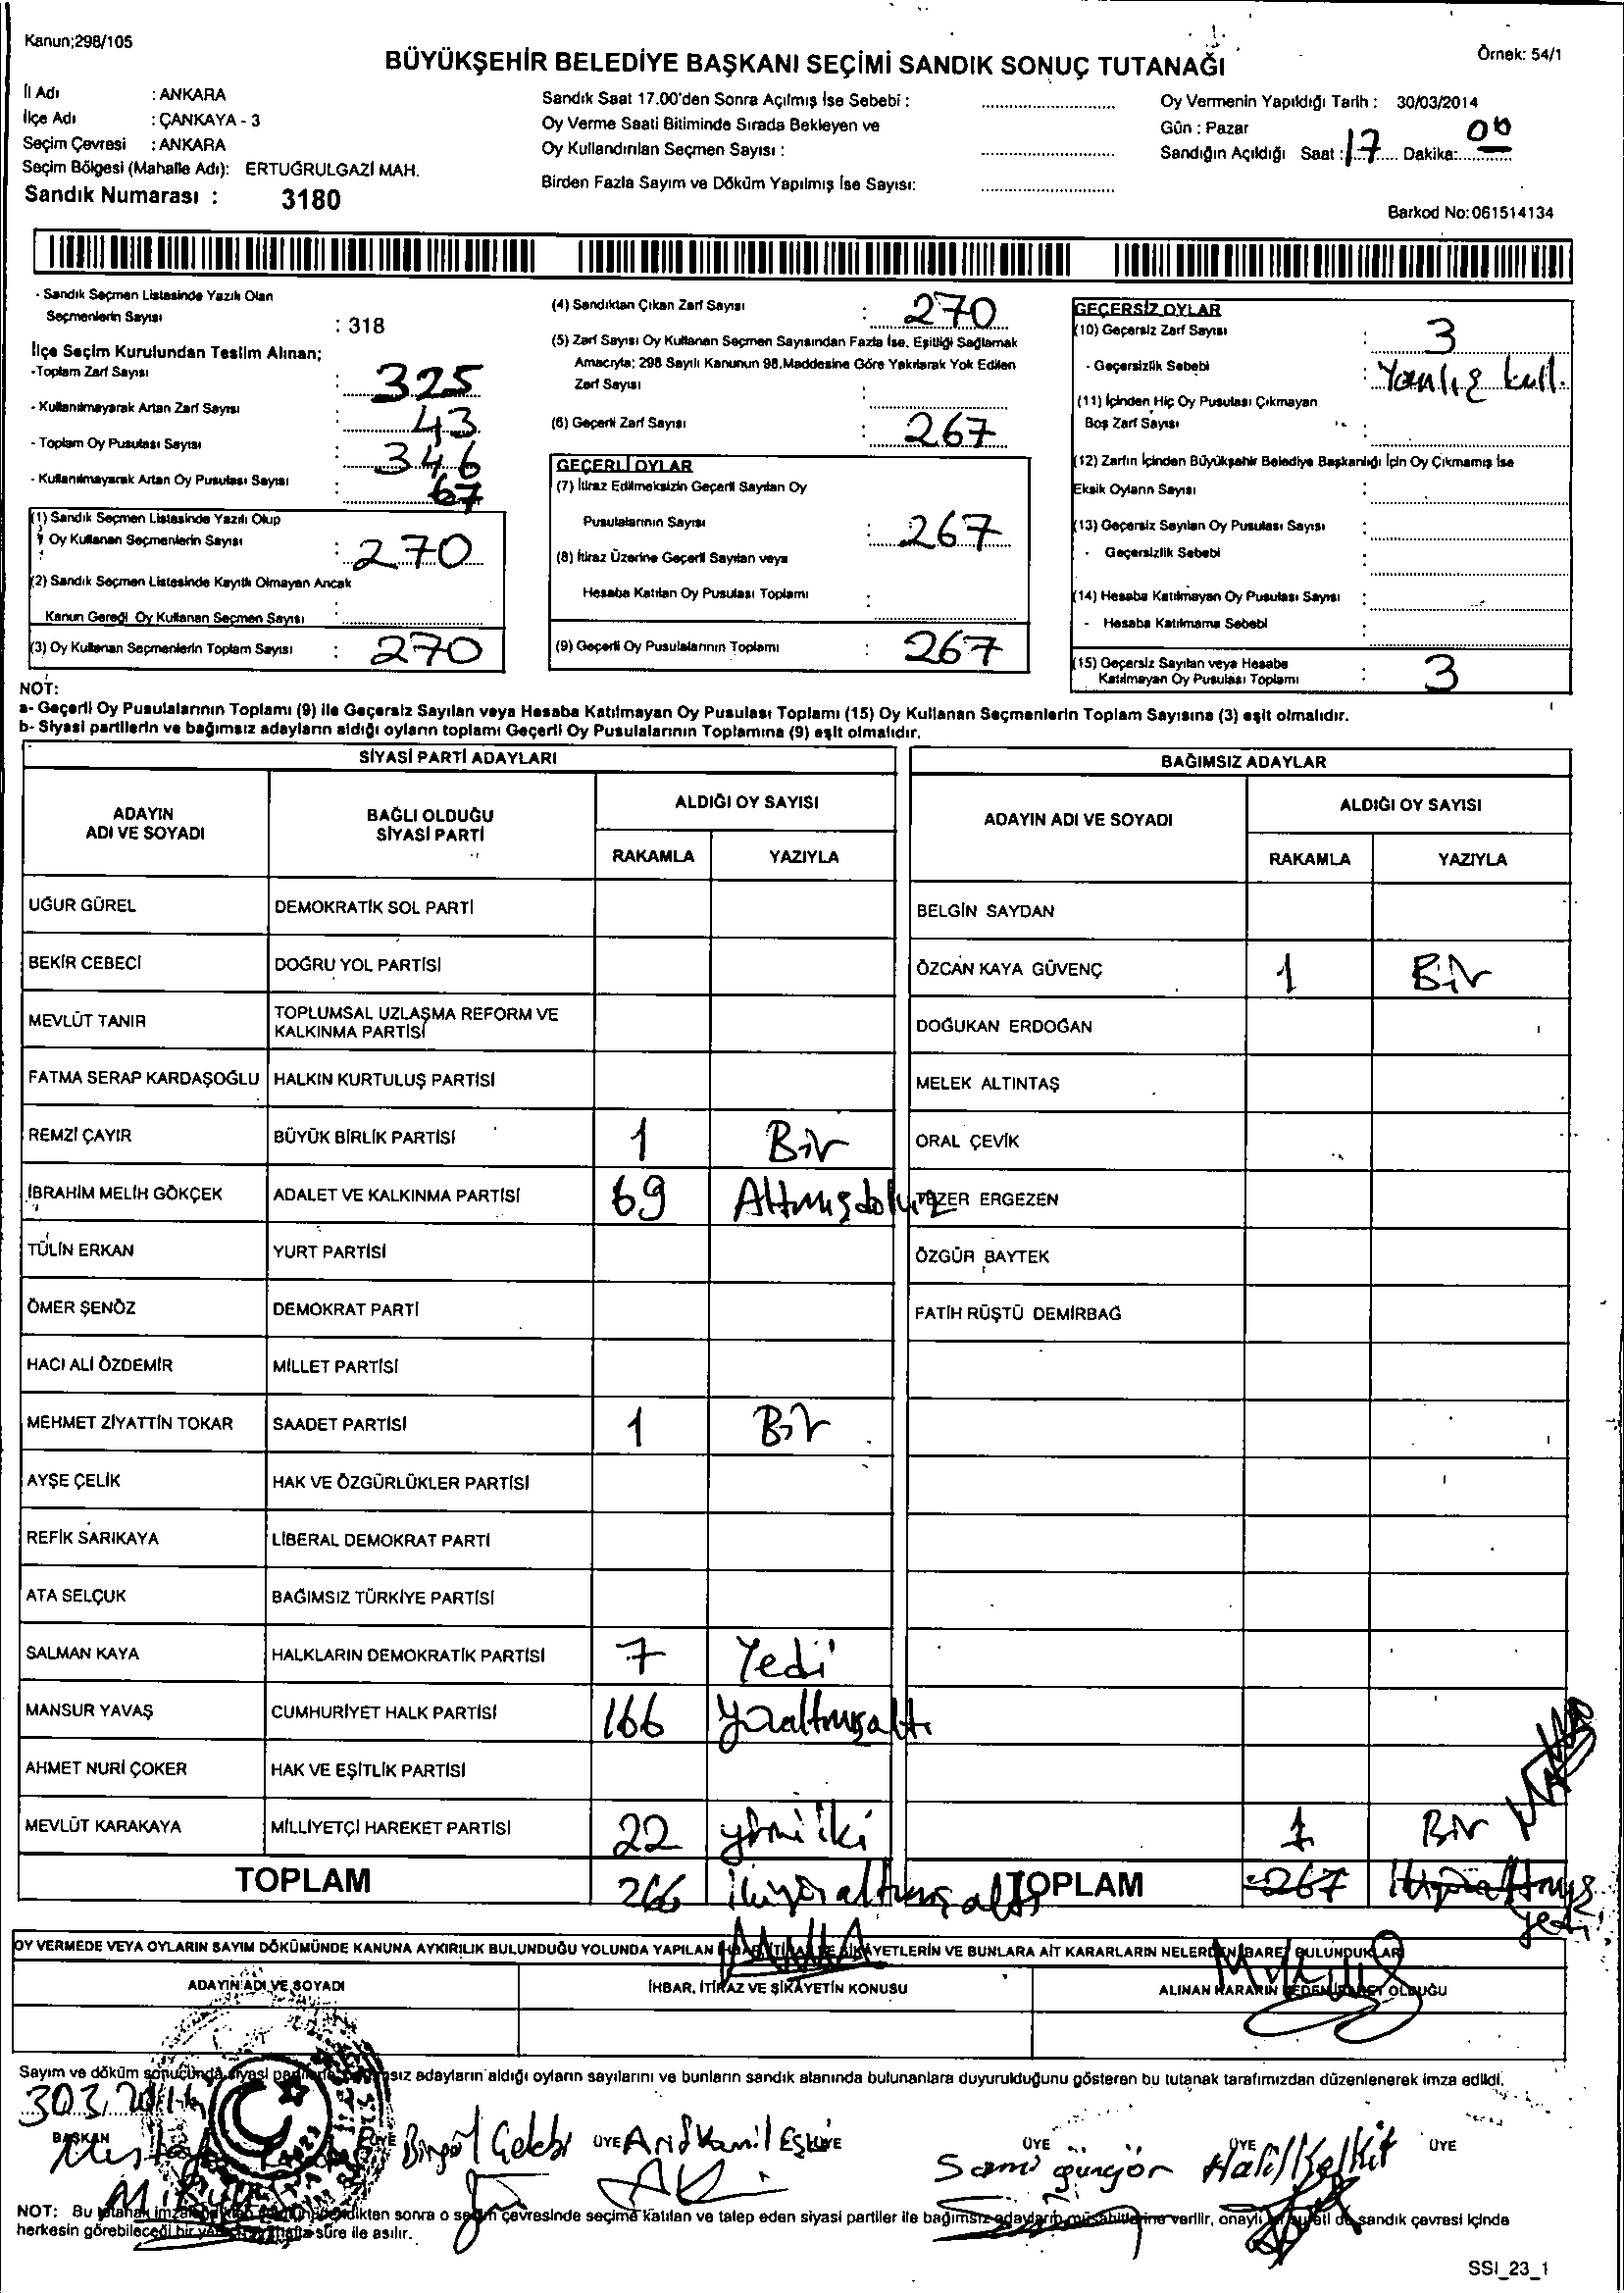 Kanun;298/105
BÜYÜKŞEHİR BELEDİYE BAŞKANI SEÇİMİ SANDIK SONUÇ TUTANAĞI
Örnek: 54/1
İl Adı : ANKARA
İlçe Adı : ÇANKAYA - 3
Seçim Çevresi : ANKARA
Seçim Bölgesi (Mahalle Adı): ERTUĞRULGAZİ MAH.
Sandık Numarası : 3180
Sandık Saat 17.00'den Sonra Açılmış İse Sebebi :
Oy Verme Saati Bitiminde Sırada Bekleyen ve
Oy Kullandırılan Seçmen Sayısı :
Birden Fazla Sayım ve Döküm Yapılmış İse Sayısı:
Oy Vermenin Yapıldığı Tarih : 30/03/2014
Gün : Pazar
Sandığın Açıldığı Saat : 17 Dakika: 00
Barkod No:061514134
- Sandık Seçmen Listesinde Yazılı Olan
Seçmenlerin Sayısı : 318
İlçe Seçim Kurulundan Teslim Alınan;
-Toplam Zarf Sayısı : 325
- Kullanılmayarak Artan Zarf Sayısı : 43
- Toplam Oy Pusulası Sayısı : 346
- Kullanılmayarak Artan Oy Pusulası Sayısı : 67
(1) Sandık Seçmen Listesinde Yazılı Olup
Oy Kullanan Seçmenlerin Sayısı : 270
(2) Sandık Seçmen Listesinde Kayıtlı Olmayan Ancak
Kanun Gereği Oy Kullanan Seçmen Sayısı :
(3) Oy Kullanan Seçmenlerin Toplam Sayısı : 270
(4) Sandıktan Çıkan Zarf Sayısı : 270
(5) Zarf Sayısı Oy Kullanan Seçmen Sayısından Fazla İse, Eşitliği Sağlamak
Amacıyla; 298 Sayılı Kanunun 98.Maddesine Göre Yakılarak Yok Edilen
Zarf Sayısı :
(6) Geçerli Zarf Sayısı : 267
GEÇERLİ OYLAR
(7) İtiraz Edilmeksizin Geçerli Sayılan Oy
Pusulalarının Sayısı : 267
(8) İtiraz Üzerine Geçerli Sayılan veya
Hesaba Katılan Oy Pusulası Toplamı :
(9) Geçerli Oy Pusulalarının Toplamı : 267
GEÇERSİZ OYLAR
(10) Geçersiz Zarf Sayısı : 3
- Geçersizlik Sebebi : Yanlış kull.
(11) İçinden Hiç Oy Pusulası Çıkmayan
Boş Zarf Sayısı :
(12) Zarfın İçinden Büyükşehir Belediye Başkanlığı İçin Oy Çıkmamış İse
Eksik Oyların Sayısı :
(13) Geçersiz Sayılan Oy Pusulası Sayısı :
- Geçersizlik Sebebi :
(14) Hesaba Katılmayan Oy Pusulası Sayısı :
- Hesaba Katılmama Sebebi :
(15) Geçersiz Sayılan veya Hesaba
Katılmayan Oy Pusulası Toplamı : 3
NOT:
a- Geçerli Oy Pusulalarının Toplamı (9) ile Geçersiz Sayılan veya Hesaba Katılmayan Oy Pusulası Toplamı (15) Oy Kullanan Seçmenlerin Toplam Sayısına (3) eşit olmalıdır.
b- Siyasi partilerin ve bağımsız adayların aldığı oyların toplamı Geçerli Oy Pusulalarının Toplamına (9) eşit olmalıdır.
SİYASİ PARTİ ADAYLARI
ADAYIN ADI VE SOYADI
BAĞLI OLDUĞU SİYASİ PARTİ
ALDIĞI OY SAYISI
RAKAMLA YAZIYLA
UĞUR GÜREL DEMOKRATİK SOL PARTİ
BEKİR CEBECİ DOĞRU YOL PARTİSİ
MEVLÜT TANIR TOPLUMSAL UZLAŞMA REFORM VE KALKINMA PARTİSİ
FATMA SERAP KARDAŞOĞLU HALKIN KURTULUŞ PARTİSİ
REMZİ ÇAYIR BÜYÜK BİRLİK PARTİSİ 1 Bir
İBRAHİM MELİH GÖKÇEK ADALET VE KALKINMA PARTİSİ 69 Altmışdokuz
TÜLİN ERKAN YURT PARTİSİ
ÖMER ŞENÖZ DEMOKRAT PARTİ
HACI ALİ ÖZDEMİR MİLLET PARTİSİ
MEHMET ZİYATTİN TOKAR SAADET PARTİSİ 1 Bir
AYŞE ÇELİK HAK VE ÖZGÜRLÜKLER PARTİSİ
REFİK SARIKAYA LİBERAL DEMOKRAT PARTİ
ATA SELÇUK BAĞIMSIZ TÜRKİYE PARTİSİ
SALMAN KAYA HALKLARIN DEMOKRATİK PARTİSİ 7 Yedi
MANSUR YAVAŞ CUMHURİYET HALK PARTİSİ 166 yüzaltmışaltı
AHMET NURİ ÇOKER HAK VE EŞİTLİK PARTİSİ
MEVLÜT KARAKAYA MİLLİYETÇİ HAREKET PARTİSİ 22 yirmiiki
TOPLAM 266 ikiyüzaltmışaltı
BAĞIMSIZ ADAYLAR
ADAYIN ADI VE SOYADI
ALDIĞI OY SAYISI
RAKAMLA YAZIYLA
BELGİN SAYDAN
ÖZCAN KAYA GÜVENÇ 1 Bir
DOĞUKAN ERDOĞAN
MELEK ALTINTAŞ
ORAL ÇEVİK
TEZER ERGEZEN
ÖZGÜR BAYTEK
FATİH RÜŞTÜ DEMİRBAĞ
1 Bir
TOPLAM 267 ikiyüzaltmış yedi
OY VERMEDE VEYA OYLARIN SAYIM DÖKÜMÜNDE KANUNA AYKIRILIK BULUNDUĞU YOLUNDA YAPILAN İHBAR, İTİRAZ VE ŞİKAYETLERİN VE BUNLARA AİT KARARLARIN NELERDEN İBARET BULUNDUKLARI
ADAYIN ADI VE SOYADI
İHBAR, İTİRAZ VE ŞİKAYETİN KONUSU
ALINAN KARARIN NEDEN İBARET OLDUĞU
Sayım ve döküm sonucunda siyasi partilerin bağımsız adayların aldığı oyların sayılarını ve bunların sandık alanında bulunanlara duyurulduğunu gösteren bu tutanak tarafımızdan düzenlenerek imza edildi.
30.3.2014
BAŞKAN
Birgül Çelebi
ÜYE Arif Kamil
ÜYE Sami güngör
ÜYE Halil Kelkit
ÜYE
NOT: Bu tutanak sonra o seçim çevresinde seçime katılan ve talep eden siyasi partiler ile bağımsız adayların müşahitlerine verilir, onaylı bir sureti de sandık çevresi içinde
herkesin görebileceği bir yere hafta süre ile asılır.
SSI_23_1